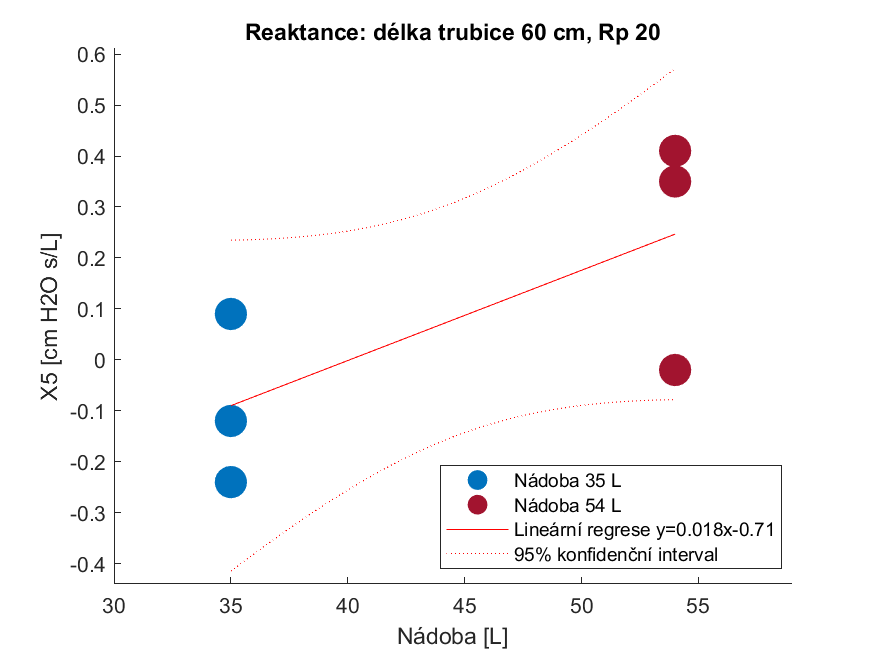 Reaktance: délka trubice 60 cm, Rp 20
0.6
0.5
0.4
0.3
0.2
0.1
0
-0.1
-0.2
-0.3
-0.4
X5 [cm H2O s/L]
30
35
40
45
50
55
Nádoba [L]
Nádoba 35 L
Nádoba 54 L
Lineární regrese y=0.018x-0.71
95% konfidenční interval